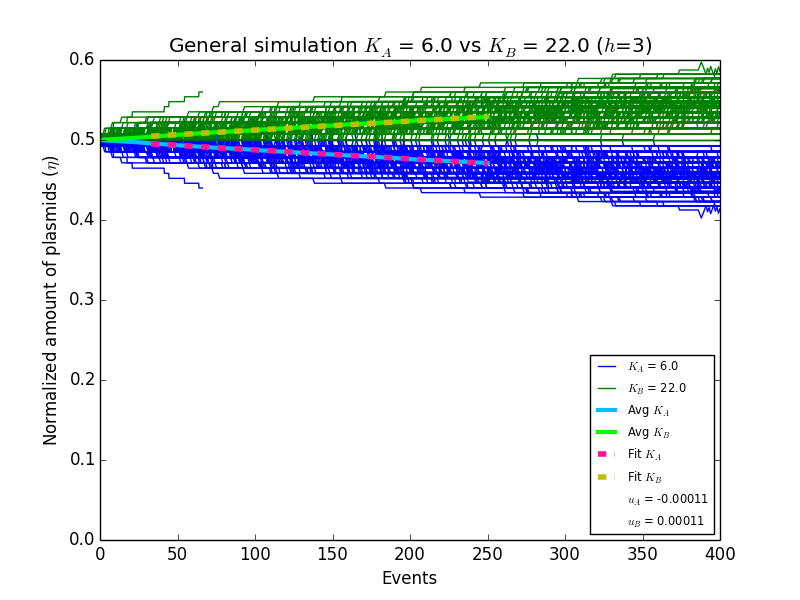 General simulation K_A = 6.0 vs K_B = 22.0 (h=3)
Normalized amount of plasmids (η)
0.6
0.5
0.4
0.3
0.2
0.1
0.0
K_A = 6.0
K_B = 22.0
Avg K_A
Avg K_B
Fit K_A
Fit K_B
u_A = -0.00011
u_B = 0.00011
0 50 100 150 200 250 300 350 400
Events